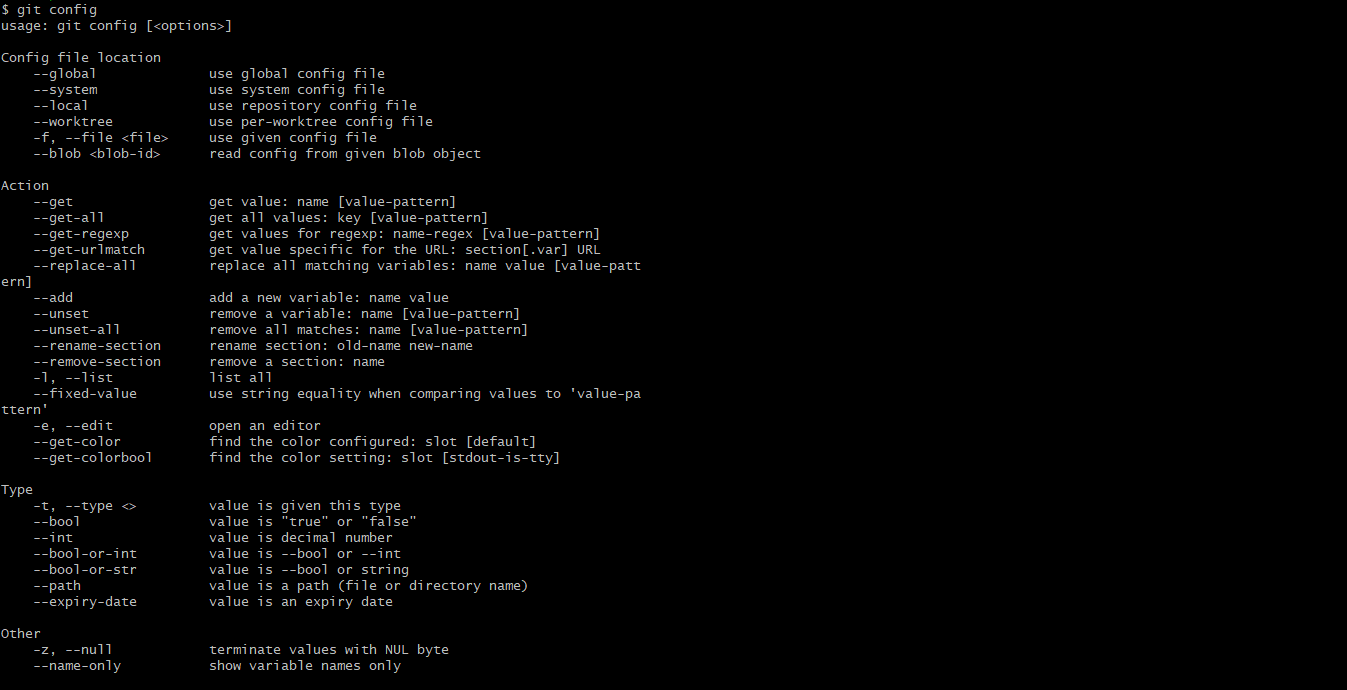 $ git config
usage: git config [<options>]

Config file location
    --global              use global config file
    --system              use system config file
    --local               use repository config file
    --worktree            use per-worktree config file
    -f, --file <file>     use given config file
    --blob <blob-id>      read config from given blob object

Action
    --get                 get value: name [value-pattern]
    --get-all             get all values: key [value-pattern]
    --get-regexp          get values for regexp: name-regex [value-pattern]
    --get-urlmatch        get value specific for the URL: section[.var] URL
    --replace-all         replace all matching variables: name value [value-patt
ern]
    --add                 add a new variable: name value
    --unset               remove a variable: name [value-pattern]
    --unset-all           remove all matches: name [value-pattern]
    --rename-section      rename section: old-name new-name
    --remove-section      remove a section: name
    -l, --list            list all
    --fixed-value         use string equality when comparing values to 'value-pa
ttern'
    -e, --edit            open an editor
    --get-color           find the color configured: slot [default]
    --get-colorbool       find the color setting: slot [stdout-is-tty]

Type
    -t, --type <>         value is given this type
    --bool                value is "true" or "false"
    --int                 value is decimal number
    --bool-or-int         value is --bool or --int
    --bool-or-str         value is --bool or string
    --path                value is a path (file or directory name)
    --expiry-date         value is an expiry date

Other
    -z, --null            terminate values with NUL byte
    --name-only           show variable names only